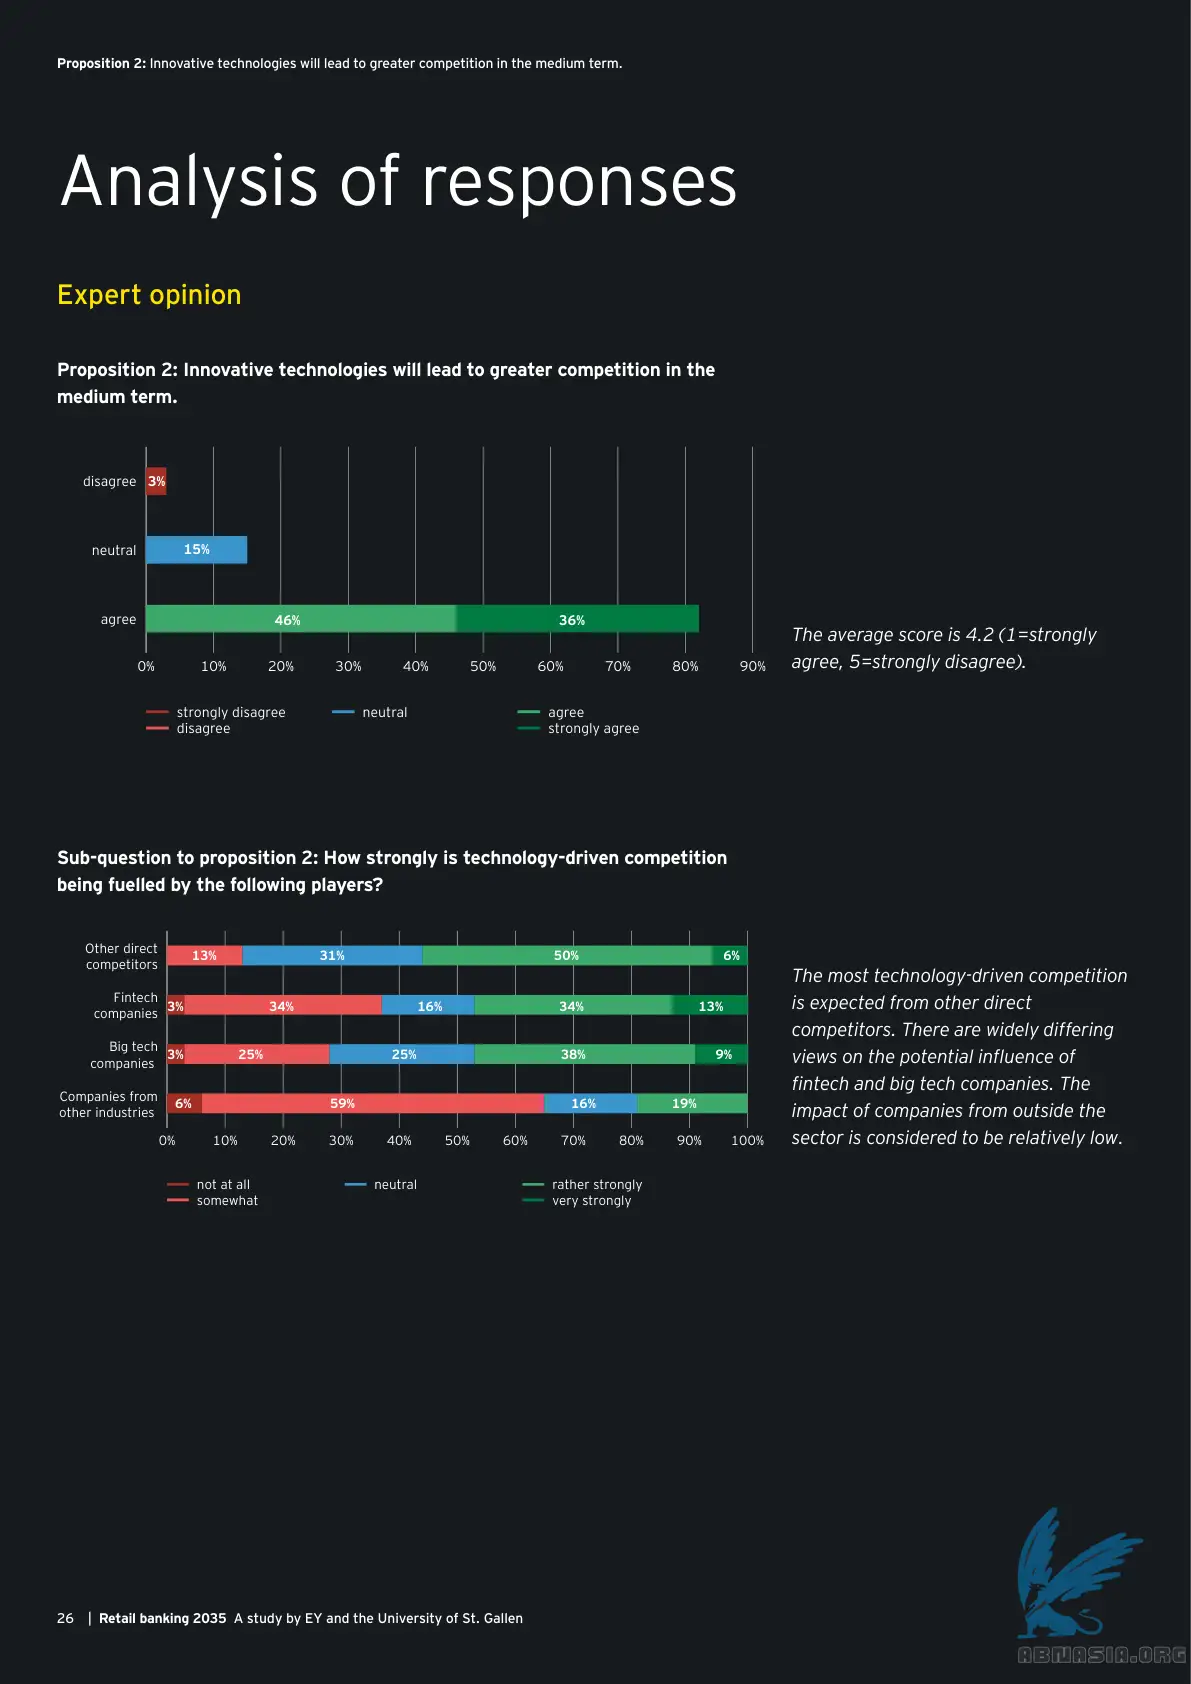 Proposition 2: Innovative technologies will lead to greater competition in the medium term.
Analysis of responses
Expert opinion
Proposition 2: Innovative technologies will lead to greater competition in the
medium term.
disagree 3%
neutral 15%
agree 46% 36%
0% 10% 20% 30% 40% 50% 60% 70% 80% 90%
strongly disagree neutral agree
disagree strongly agree
The average score is 4.2 (1=strongly
agree, 5=strongly disagree).
Sub-question to proposition 2: How strongly is technology-driven competition
being fuelled by the following players?
Other direct
competitors
13% 31% 50% 6%
Fintech
companies
3% 34% 16% 34% 13%
Big tech
companies
3% 25% 25% 38% 9%
Companies from
other industries
6% 59% 16% 19%
0% 10% 20% 30% 40% 50% 60% 70% 80% 90% 100%
not at all neutral rather strongly
somewhat very strongly
The most technology-driven competition
is expected from other direct
competitors. There are widely differing
views on the potential influence of
fintech and big tech companies. The
impact of companies from outside the
sector is considered to be relatively low.
26 | Retail banking 2035 A study by EY and the University of St. Gallen
ABNASIA.ORG